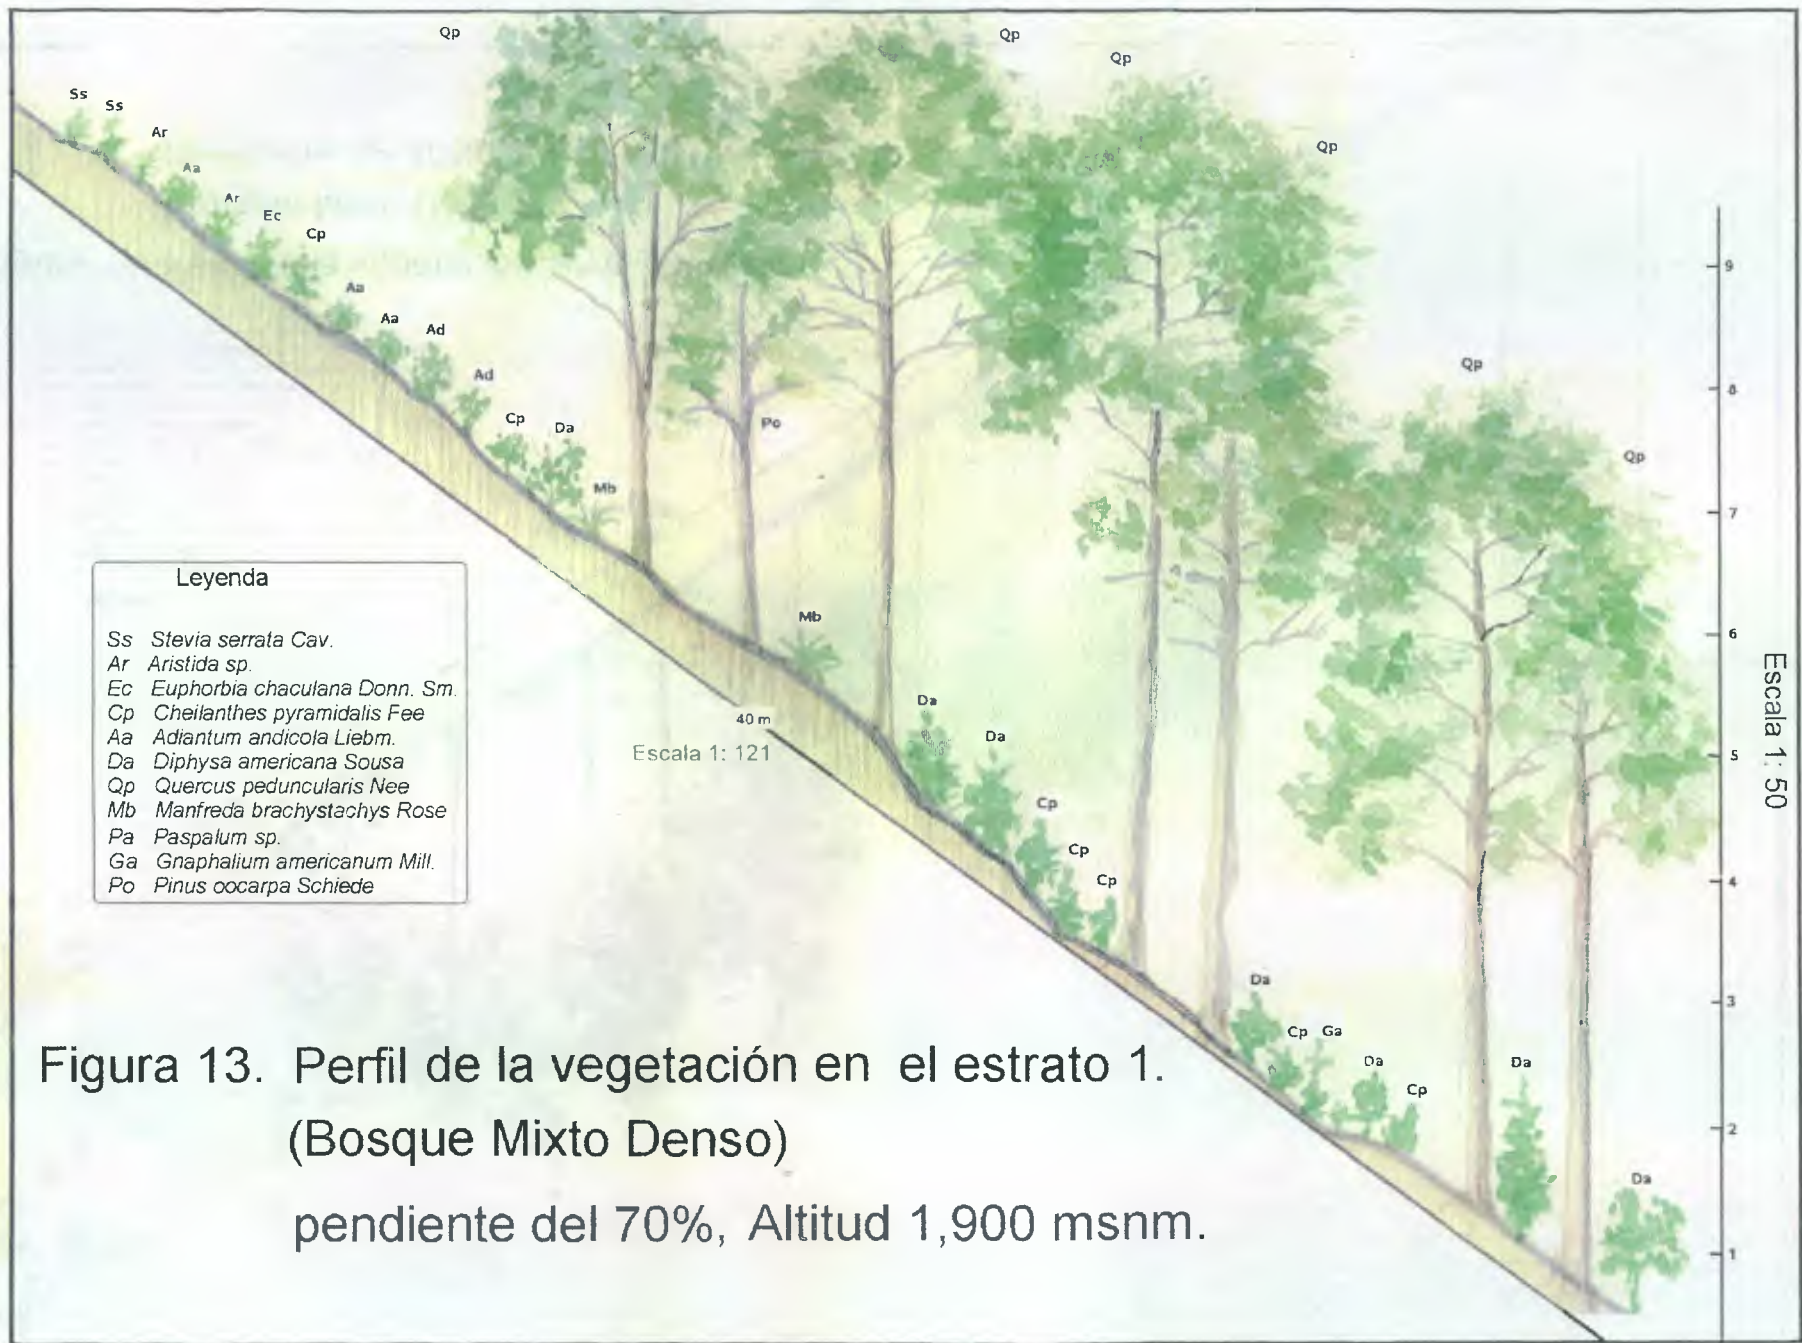 Qp
Qp
Qp
Qp
Ss
Ss
Ar
Aa
Ar
Ec
Cp
Aa
Aa
Ad
Ad
Cp
Da
Mb
Po
Qp
Qp
Mb
Da
Da
Cp
Cp
Cp
Da
Cp
Ga
Da
Cp
Da
Da
9
8
7
6
5
4
3
2
1
Escala 1: 50
40 m
Escala 1: 121
Leyenda
Ss Stevia serrata Cav.
Ar Aristida sp.
Ec Euphorbia chaculana Donn. Sm.
Cp Cheilanthes pyramidalis Fee
Aa Adiantum andicola Liebm.
Da Diphysa americana Sousa
Qp Quercus peduncularis Nee
Mb Manfreda brachystachys Rose
Pa Paspalum sp.
Ga Gnaphalium americanum Mill.
Po Pinus oocarpa Schiede
Figura 13. Perfil de la vegetación en el estrato 1.
(Bosque Mixto Denso)
pendiente del 70%, Altitud 1,900 msnm.